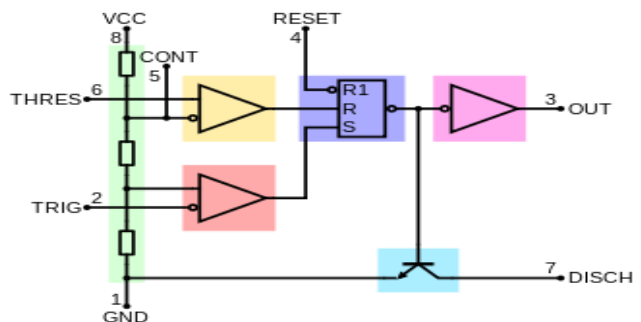 VCC
8
RESET
4
CONT
5
THRES
6
R1
R
S
3
OUT
TRIG
2
7
DISCH
1
GND